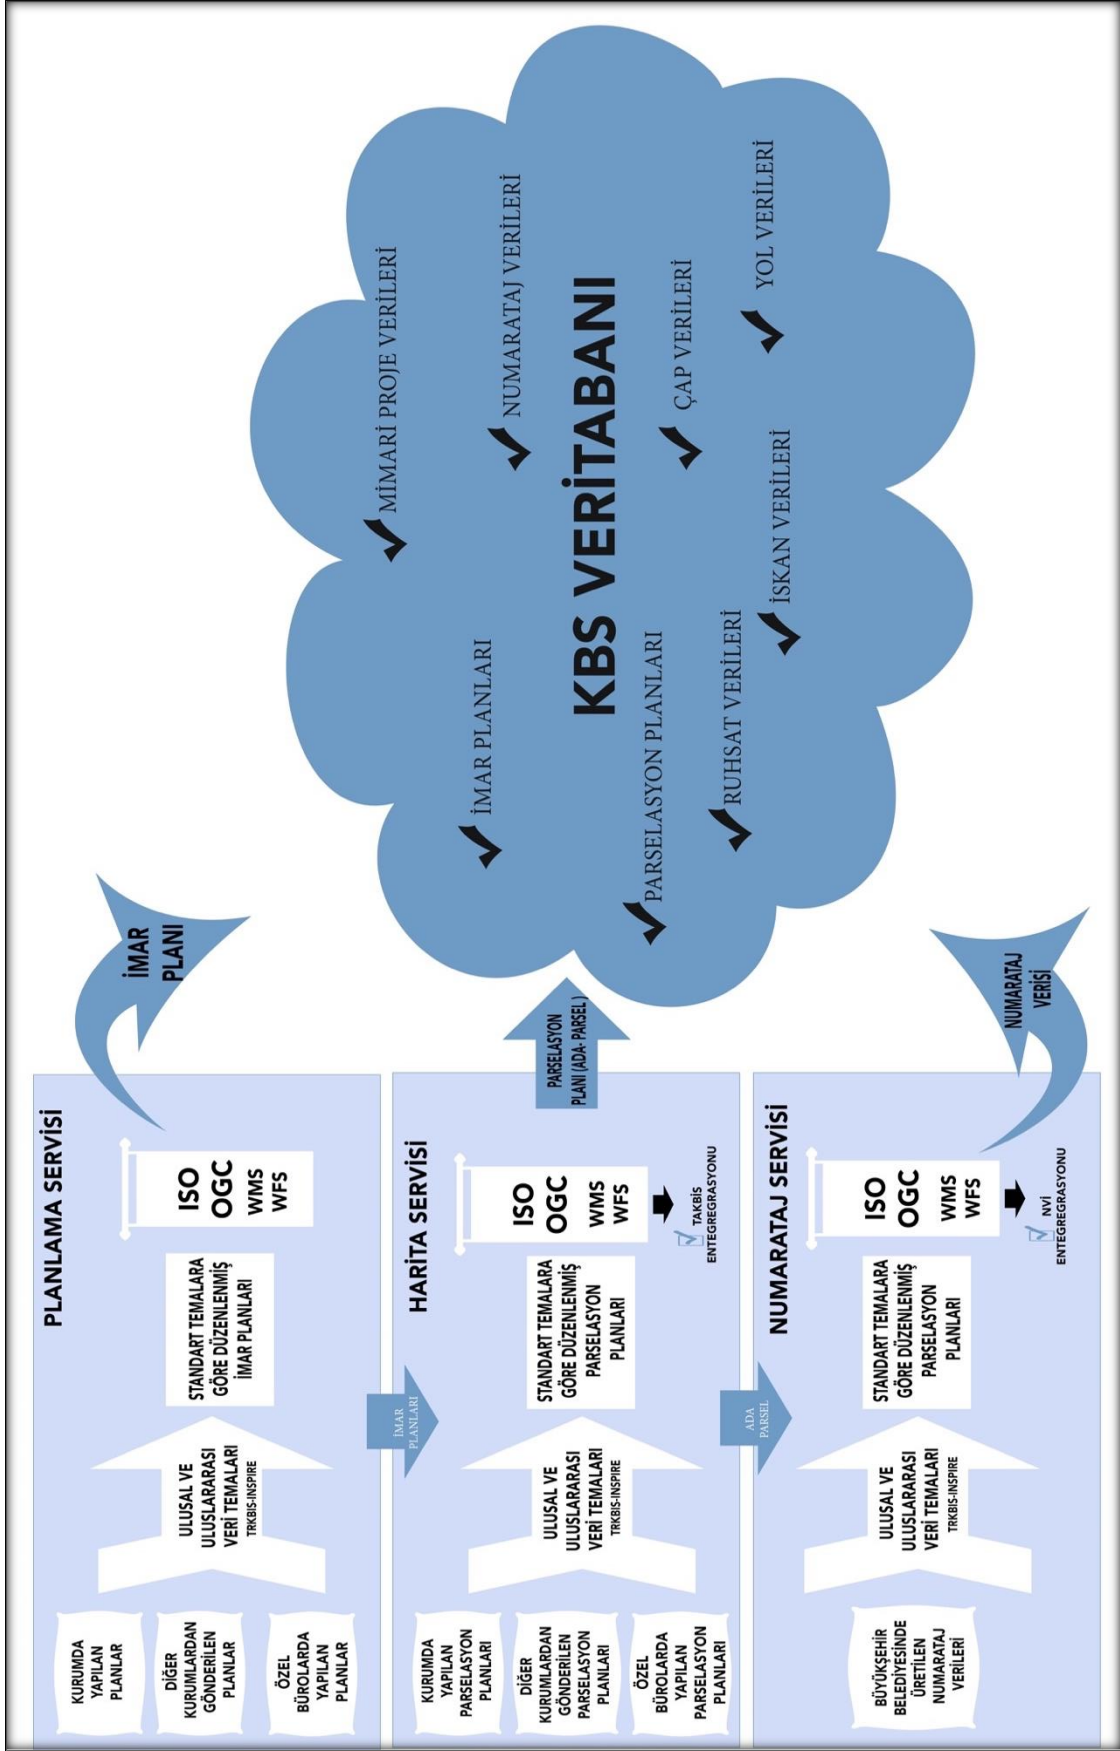 PLANLAMA SERVİSİ
KURUMDA
YAPILAN
PLANLAR
DİĞER
KURUMLARDAN
GÖNDERİLEN
PLANLAR
ÖZEL
BÜROLARDA
YAPILAN
PLANLAR
ULUSAL VE
ULUSLARARASI
VERİ TEMALARI
TRKBIS-INSPIRE
STANDART TEMALARA
GÖRE DÜZENLENMİŞ
İMAR PLANLARI
ISO
OGC
WMS
WFS
İMAR
PLANI
İMAR
PLANLARI
HARİTA SERVİSİ
KURUMDA
YAPILAN
PARSELASYON
PLANLARI
DİĞER
KURUMLARDAN
GÖNDERİLEN
PARSELASYON
PLANLARI
ÖZEL
BÜROLARDA
YAPILAN
PARSELASYON
PLANLARI
ULUSAL VE
ULUSLARARASI
VERİ TEMALARI
TRKBIS-INSPIRE
STANDART TEMALARA
GÖRE DÜZENLENMİŞ
PARSELASYON
PLANLARI
ISO
OGC
WMS
WFS
TAKBİS
ENTEGREGRASYONU
PARSELASYON
PLANI (ADA- PARSEL )
ADA
PARSEL
NUMARATAJ SERVİSİ
BÜYÜKŞEHİR
BELEDİYESİNDE
ÜRETİLEN
NUMARATAJ
VERİLERİ
ULUSAL VE
ULUSLARARASI
VERİ TEMALARI
TRKBIS-INSPIRE
STANDART TEMALARA
GÖRE DÜZENLENMİŞ
PARSELASYON
PLANLARI
ISO
OGC
WMS
WFS
NVİ
ENTEGREGRASYONU
NUMARATAJ
VERİSİ
MİMARİ PROJE VERİLERİ
İMAR PLANLARI
NUMARATAJ VERİLERİ
KBS VERİTABANI
PARSELASYON PLANLARI
ÇAP VERİLERİ
RUHSAT VERİLERİ
İSKAN VERİLERİ
YOL VERİLERİ